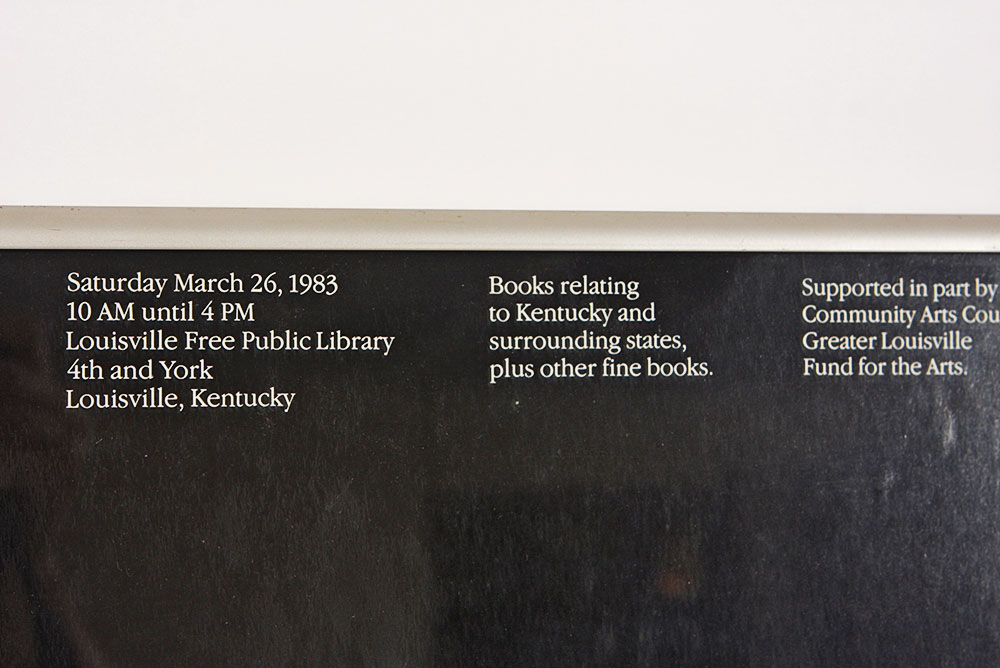 Saturday March 26, 1983
10 AM until 4 PM
Louisville Free Public Library
4th and York
Louisville, Kentucky
Books relating
to Kentucky and
surrounding states,
plus other fine books.
Supported in part by
Community Arts
Greater Louisville
Fund for the Arts.